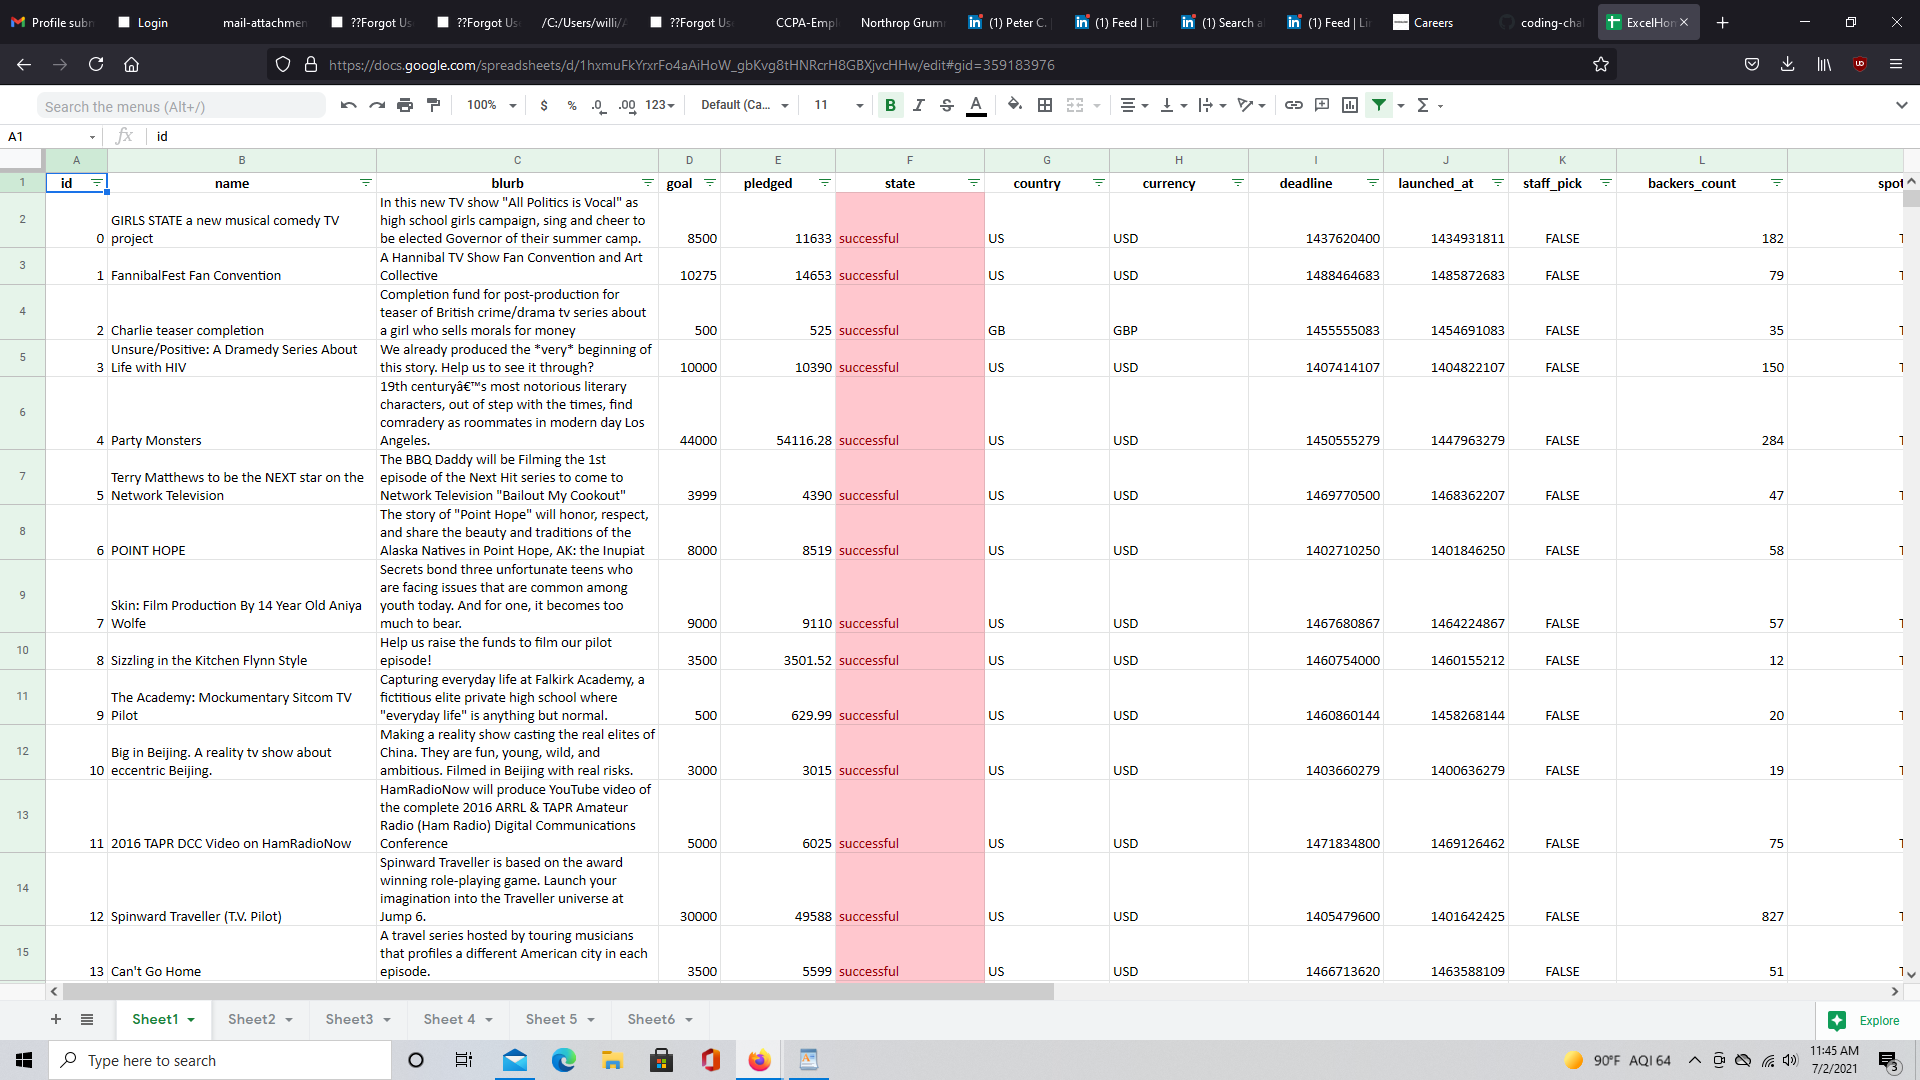 Profile subm
Login
mail-attachmen
??Forgot Us
??Forgot Us
/C:/Users/willi/A
??Forgot Us
CCPA-Empl
Northrop Grum
(1) Peter C.
(1) Feed | Li
(1) Search a
(1) Feed | Li
Careers
coding-chal
ExcelHom
https://docs.google.com/spreadsheets/d/1hxmuFkYrxrFo4aAiHoW_gbKvg8tHNRcrH8GBXjvcHHw/edit#gid=359183976
Search the menus (Alt+/)
100%
$ % .0 .00 123
Default (Ca...
11
B I S A
A1
fx
id
A B C D E F G H I J K L
1 id name blurb goal pledged state country currency deadline launched_at staff_pick backers_count spot
In this new TV show "All Politics is Vocal" as
2 GIRLS STATE a new musical comedy TV high school girls campaign, sing and cheer to
0 project be elected Governor of their summer camp. 8500 11633 successful US USD 1437620400 1434931811 FALSE 182 T
3 A Hannibal TV Show Fan Convention and Art
1 FannibalFest Fan Convention Collective 10275 14653 successful US USD 1488464683 1485872683 FALSE 79 T
Completion fund for post-production for
4 teaser of British crime/drama tv series about
2 Charlie teaser completion a girl who sells morals for money 500 525 successful GB GBP 1455555083 1454691083 FALSE 35 T
5 Unsure/Positive: A Dramedy Series About We already produced the *very* beginning of
3 Life with HIV this story. Help us to see it through? 10000 10390 successful US USD 1407414107 1404822107 FALSE 150 T
19th centuryâ€™s most notorious literary
6 characters, out of step with the times, find
comradery as roommates in modern day Los
4 Party Monsters Angeles. 44000 54116.28 successful US USD 1450555279 1447963279 FALSE 284 T
The BBQ Daddy will be Filming the 1st
7 Terry Matthews to be the NEXT star on the episode of the Next Hit series to come to
5 Network Television Network Television "Bailout My Cookout" 3999 4390 successful US USD 1469770500 1468362207 FALSE 47 T
The story of "Point Hope" will honor, respect,
8 and share the beauty and traditions of the
6 POINT HOPE Alaska Natives in Point Hope, AK: the Inupiat 8000 8519 successful US USD 1402710250 1401846250 FALSE 58 T
Secrets bond three unfortunate teens who
9 are facing issues that are common among
Skin: Film Production By 14 Year Old Aniya youth today. And for one, it becomes too
7 Wolfe much to bear. 9000 9110 successful US USD 1467680867 1464224867 FALSE 57 T
10 Help us raise the funds to film our pilot
8 Sizzling in the Kitchen Flynn Style episode! 3500 3501.52 successful US USD 1460754000 1460155212 FALSE 12 T
Capturing everyday life at Falkirk Academy, a
11 The Academy: Mockumentary Sitcom TV fictitious elite private high school where
9 Pilot "everyday life" is anything but normal. 500 629.99 successful US USD 1460860144 1458268144 FALSE 20 T
Making a reality show casting the real elites of
12 Big in Beijing. A reality tv show about China. They are fun, young, wild, and
10 eccentric Beijing. ambitious. Filmed in Beijing with real risks. 3000 3015 successful US USD 1403660279 1400636279 FALSE 19 T
HamRadioNow will produce YouTube video of
13 the complete 2016 ARRL & TAPR Amateur
Radio (Ham Radio) Digital Communications
11 2016 TAPR DCC Video on HamRadioNow Conference 5000 6025 successful US USD 1471834800 1469126462 FALSE 75 T
Spinward Traveller is based on the award
14 winning role-playing game. Launch your
imagination into the Traveller universe at
12 Spinward Traveller (T.V. Pilot) Jump 6. 30000 49588 successful US USD 1405479600 1401642425 FALSE 827 T
A travel series hosted by touring musicians
15 that profiles a different American city in each
13 Can't Go Home episode. 3500 5599 successful US USD 1466713620 1463588109 FALSE 51 T
Sheet1 Sheet2 Sheet3 Sheet 4 Sheet 5 Sheet6
Explore
Type here to search
90°F AQI 64
11:45 AM
7/2/2021
3